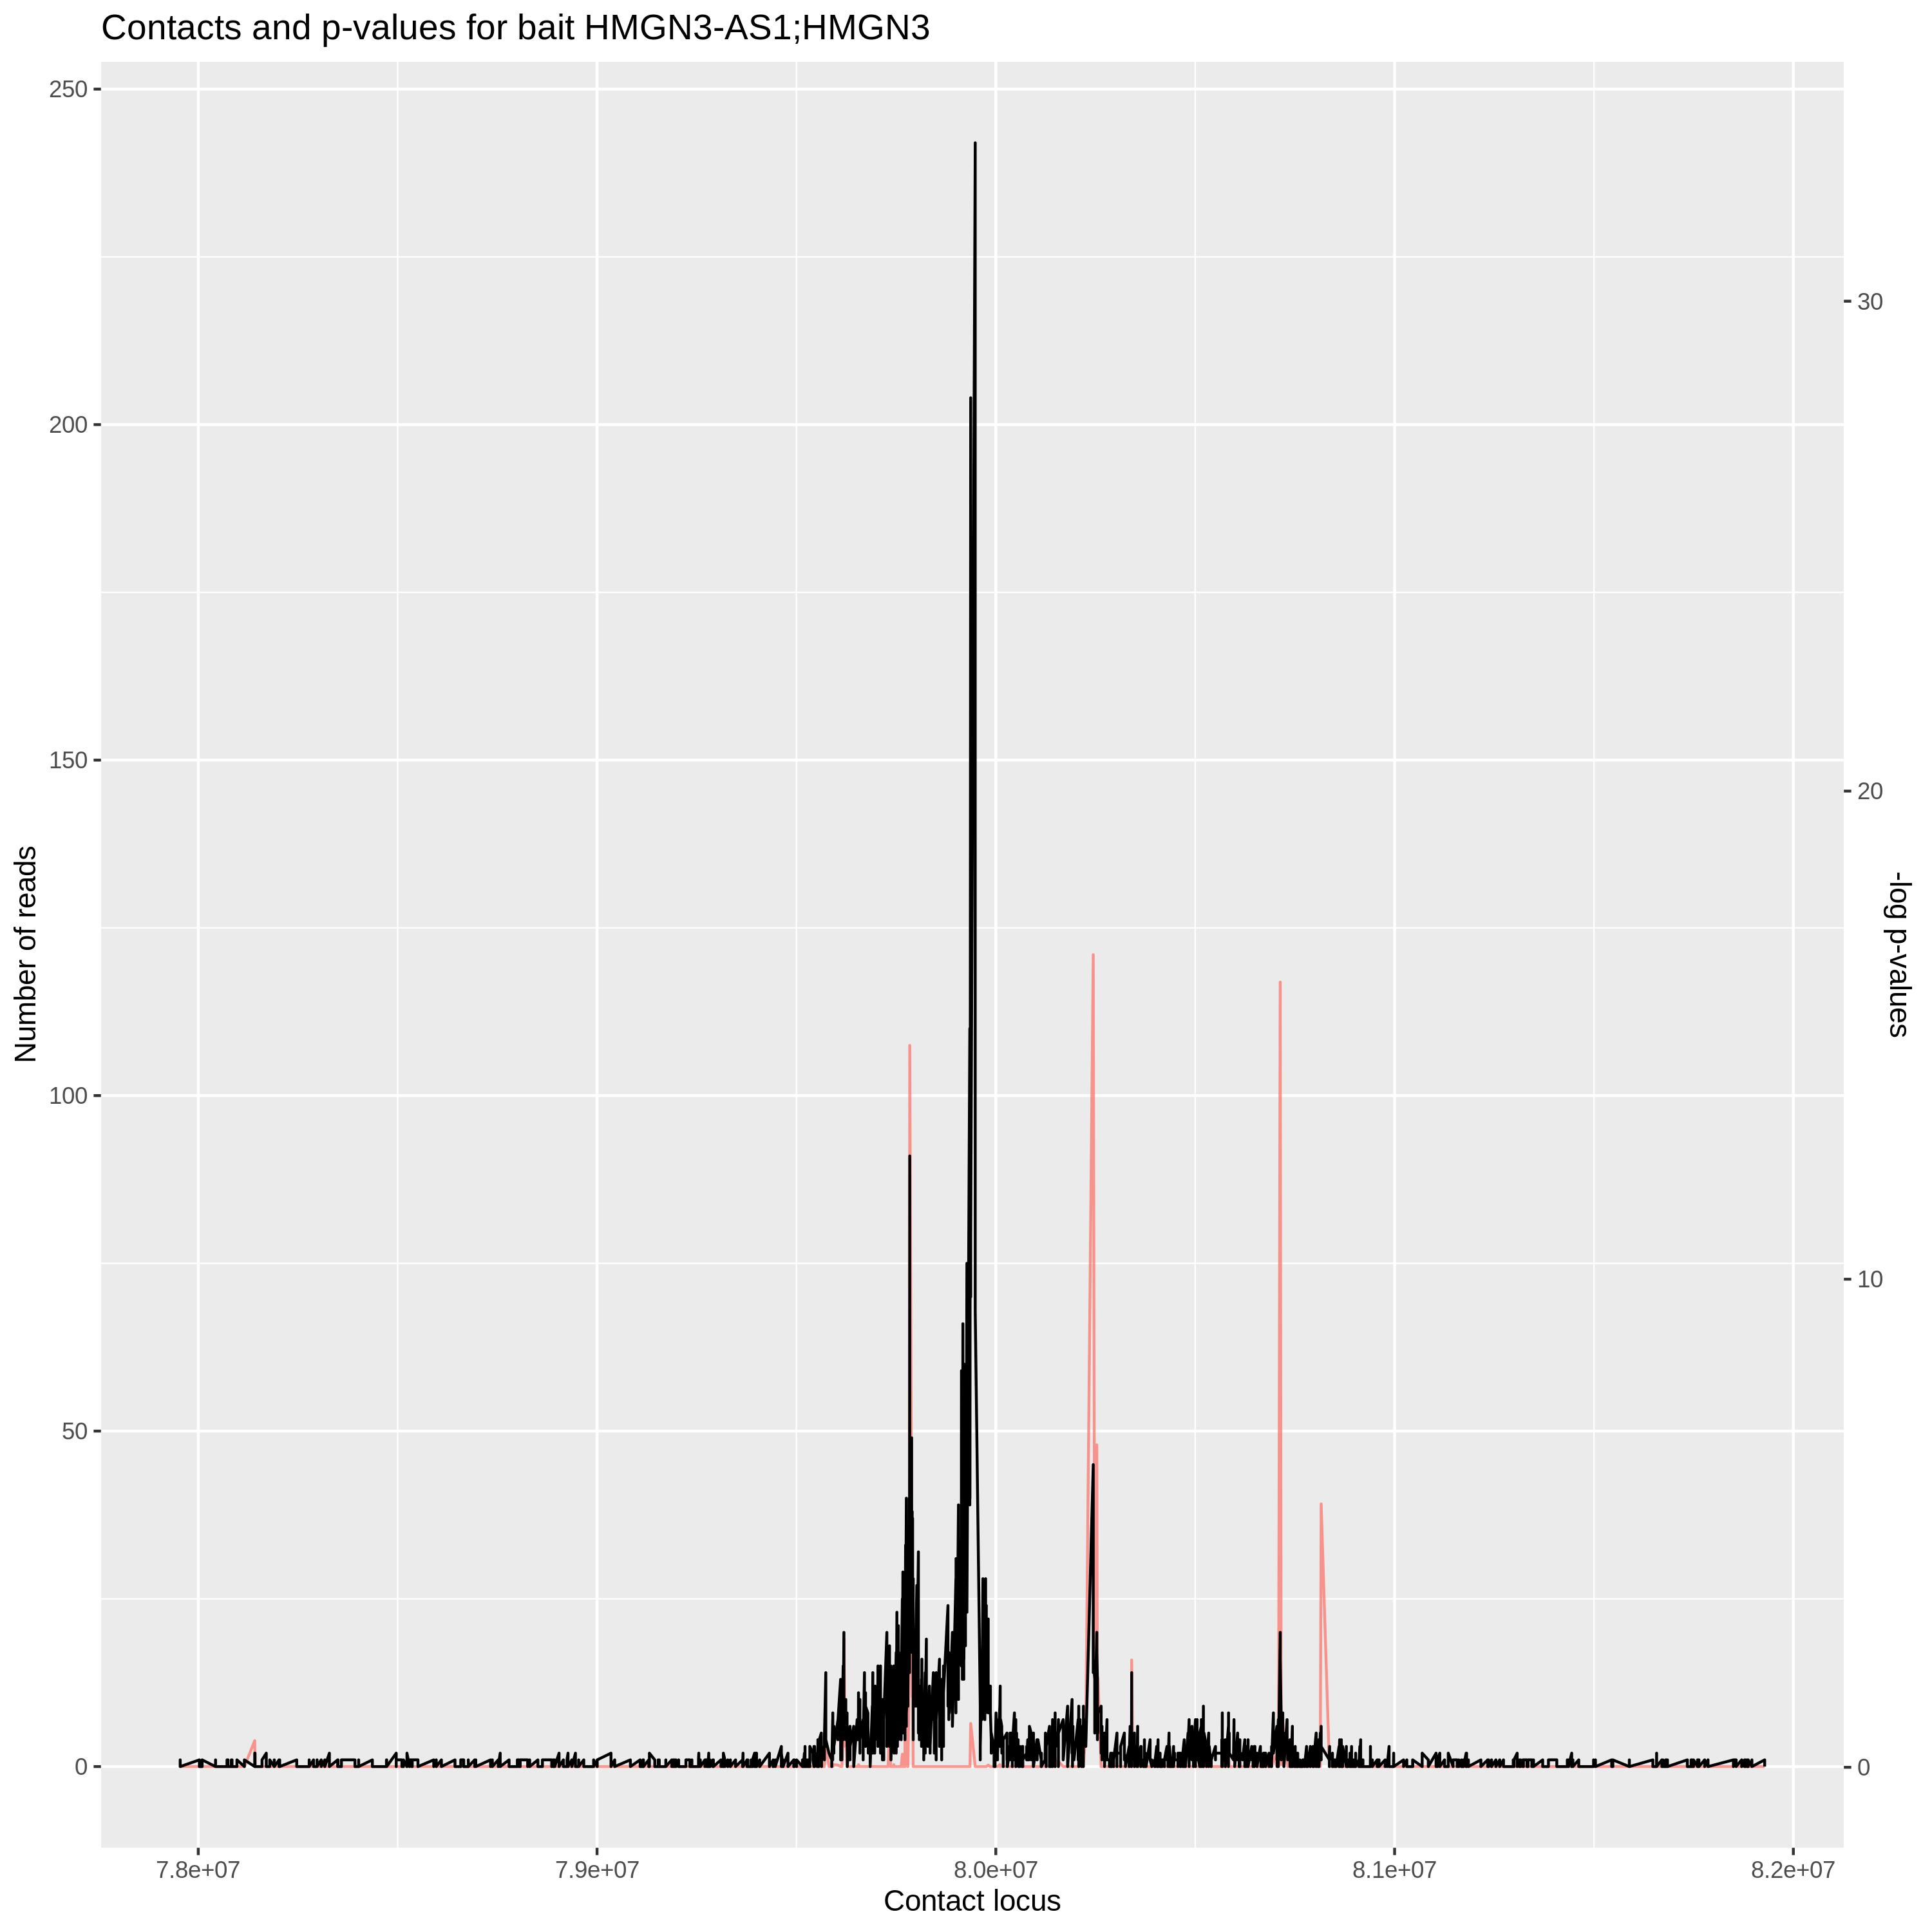 Contacts and p-values for bait HMGN3-AS1;HMGN3
250
200
150
100
50
0
Number of reads
30
20
10
0
-log p-values
7.8e+07
7.9e+07
8.0e+07
8.1e+07
8.2e+07
Contact locus